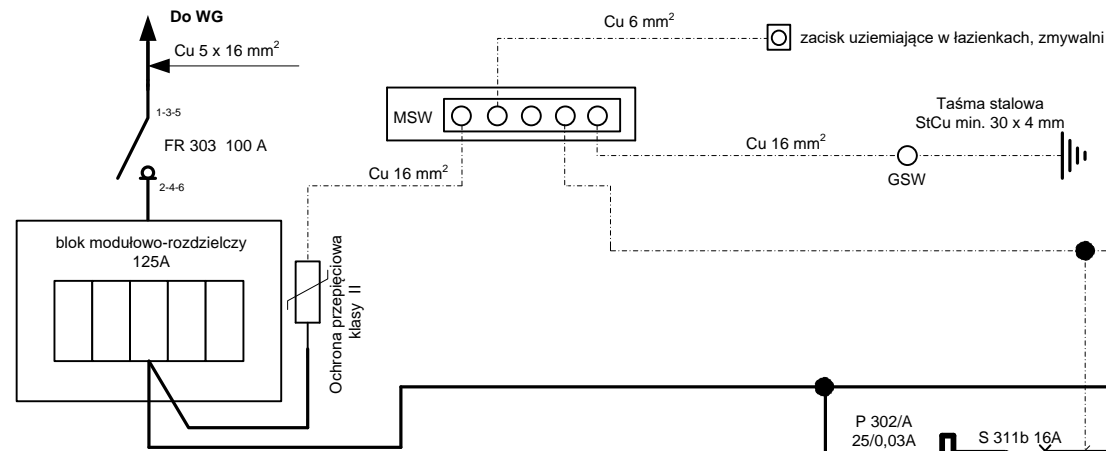 Do WG
Cu 5 x 16 mm²
1-3-5
FR 303 100 A
2-4-6
blok modułowo-rozdzielczy
125A
Ochrona przepięciowa
klasy II
Cu 16 mm²
MSW
Cu 6 mm²
zacisk uziemiające w łazienkach, zmywalni
Taśma stalowa
StCu min. 30 x 4 mm
Cu 16 mm²
GSW
P 302/A
25/0,03A
S 311b 16A